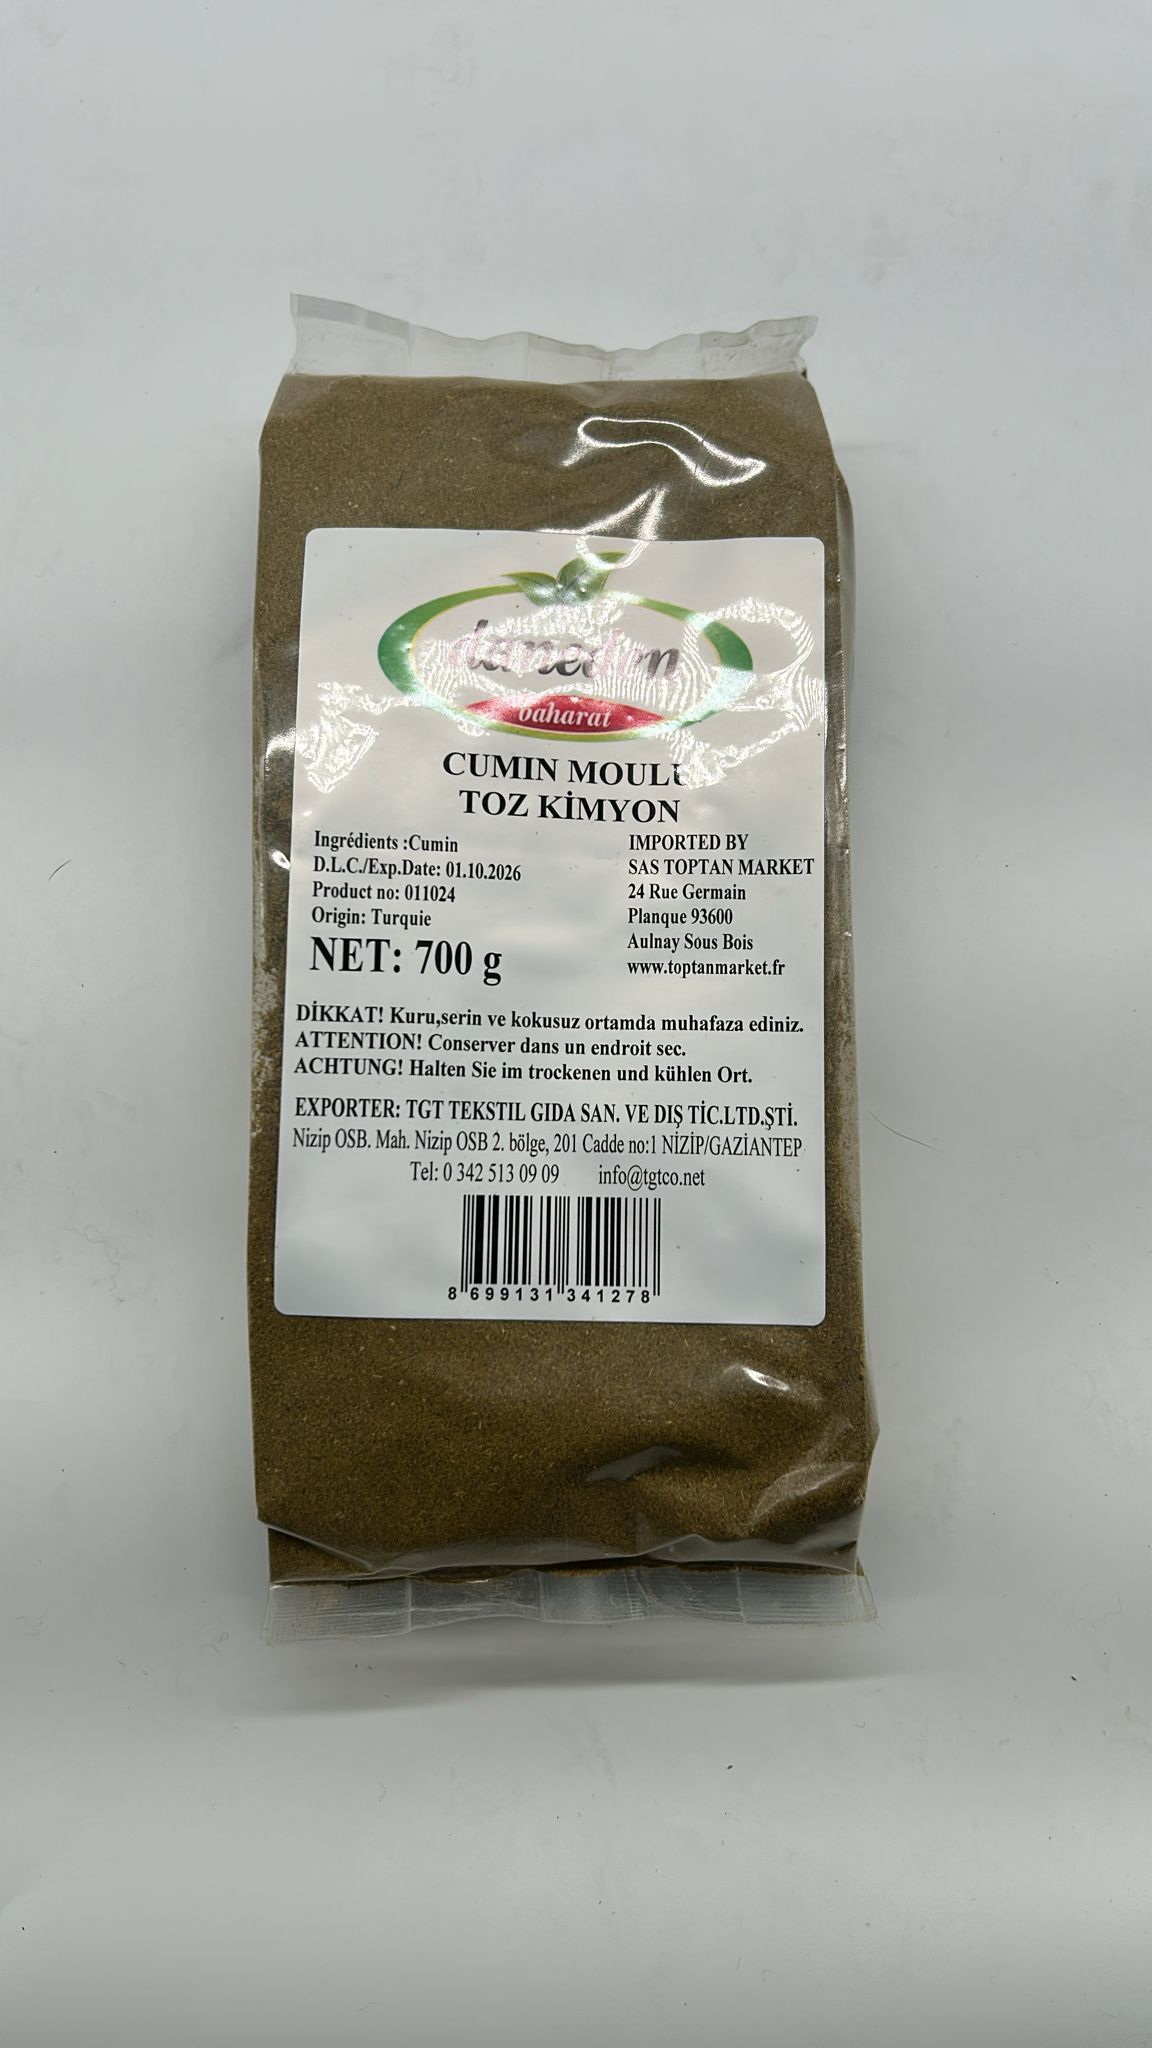 daneden
baharat
CUMIN MOULU
TOZ KİMYON
Ingrédients :Cumin
D.L.C./Exp.Date: 01.10.2026
Product no: 011024
Origin: Turquie
NET: 700 g
IMPORTED BY
SAS TOPTAN MARKET
24 Rue Germain
Planque 93600
Aulnay Sous Bois
www.toptanmarket.fr
DİKKAT! Kuru,serin ve kokusuz ortamda muhafaza ediniz.
ATTENTION! Conserver dans un endroit sec.
ACHTUNG! Halten Sie im trockenen und kühlen Ort.
EXPORTER: TGT TEKSTIL GIDA SAN. VE DIŞ TİC.LTD.ŞTİ.
Nizip OSB. Mah. Nizip OSB 2. bölge, 201 Cadde no:1 NİZİP/GAZİANTEP
Tel: 0 342 513 09 09 info@tgtco.net
8 699131 341278